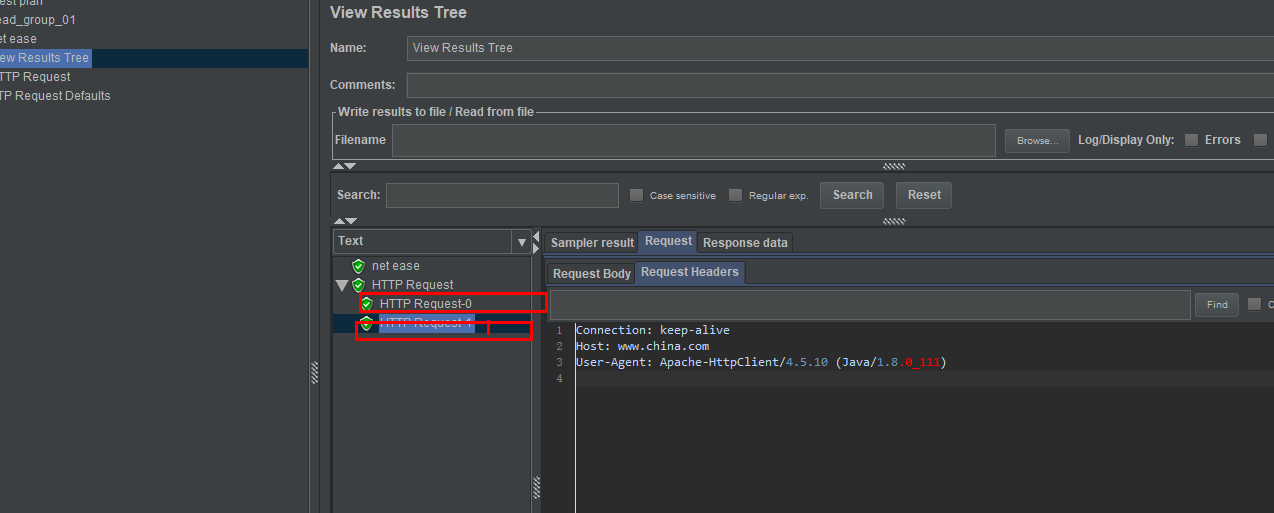 View Results Tree
Name: View Results Tree
Comments:
Write results to file / Read from file
Filename Browse... Log/Display Only: Errors
Search: Case sensitive Regular exp. Search Reset
ead_group_01
et ease
ew Results Tree
TTP Request
TP Request Defaults
Text
net ease
HTTP Request
HTTP Request-0
HTTP Request-1
Sampler result Request Response data
Request Body Request Headers
Find
1 Connection: keep-alive
2 Host: www.china.com
3 User-Agent: Apache-HttpClient/4.5.10 (Java/1.8.0_111)
4